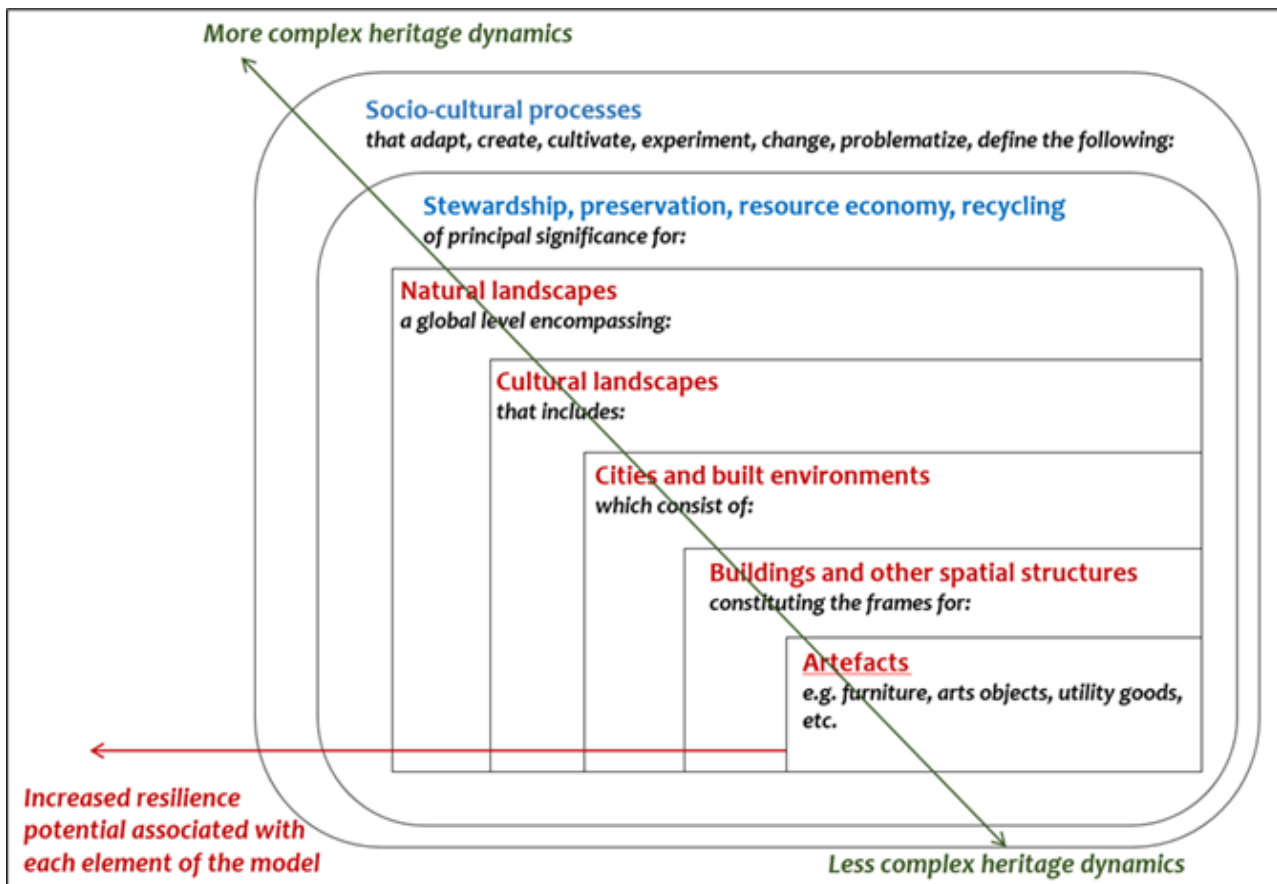 More complex heritage dynamics
Socio-cultural processes
that adapt, create, cultivate, experiment, change, problematize, define the following:
Stewardship, preservation, resource economy, recycling
of principal significance for:
Natural landscapes
a global level encompassing:
Cultural landscapes
that includes:
Cities and built environments
which consist of:
Buildings and other spatial structures
constituting the frames for:
Artefacts
e.g. furniture, arts objects, utility goods,
etc.
Increased resilience
potential associated with
each element of the model
Less complex heritage dynamics